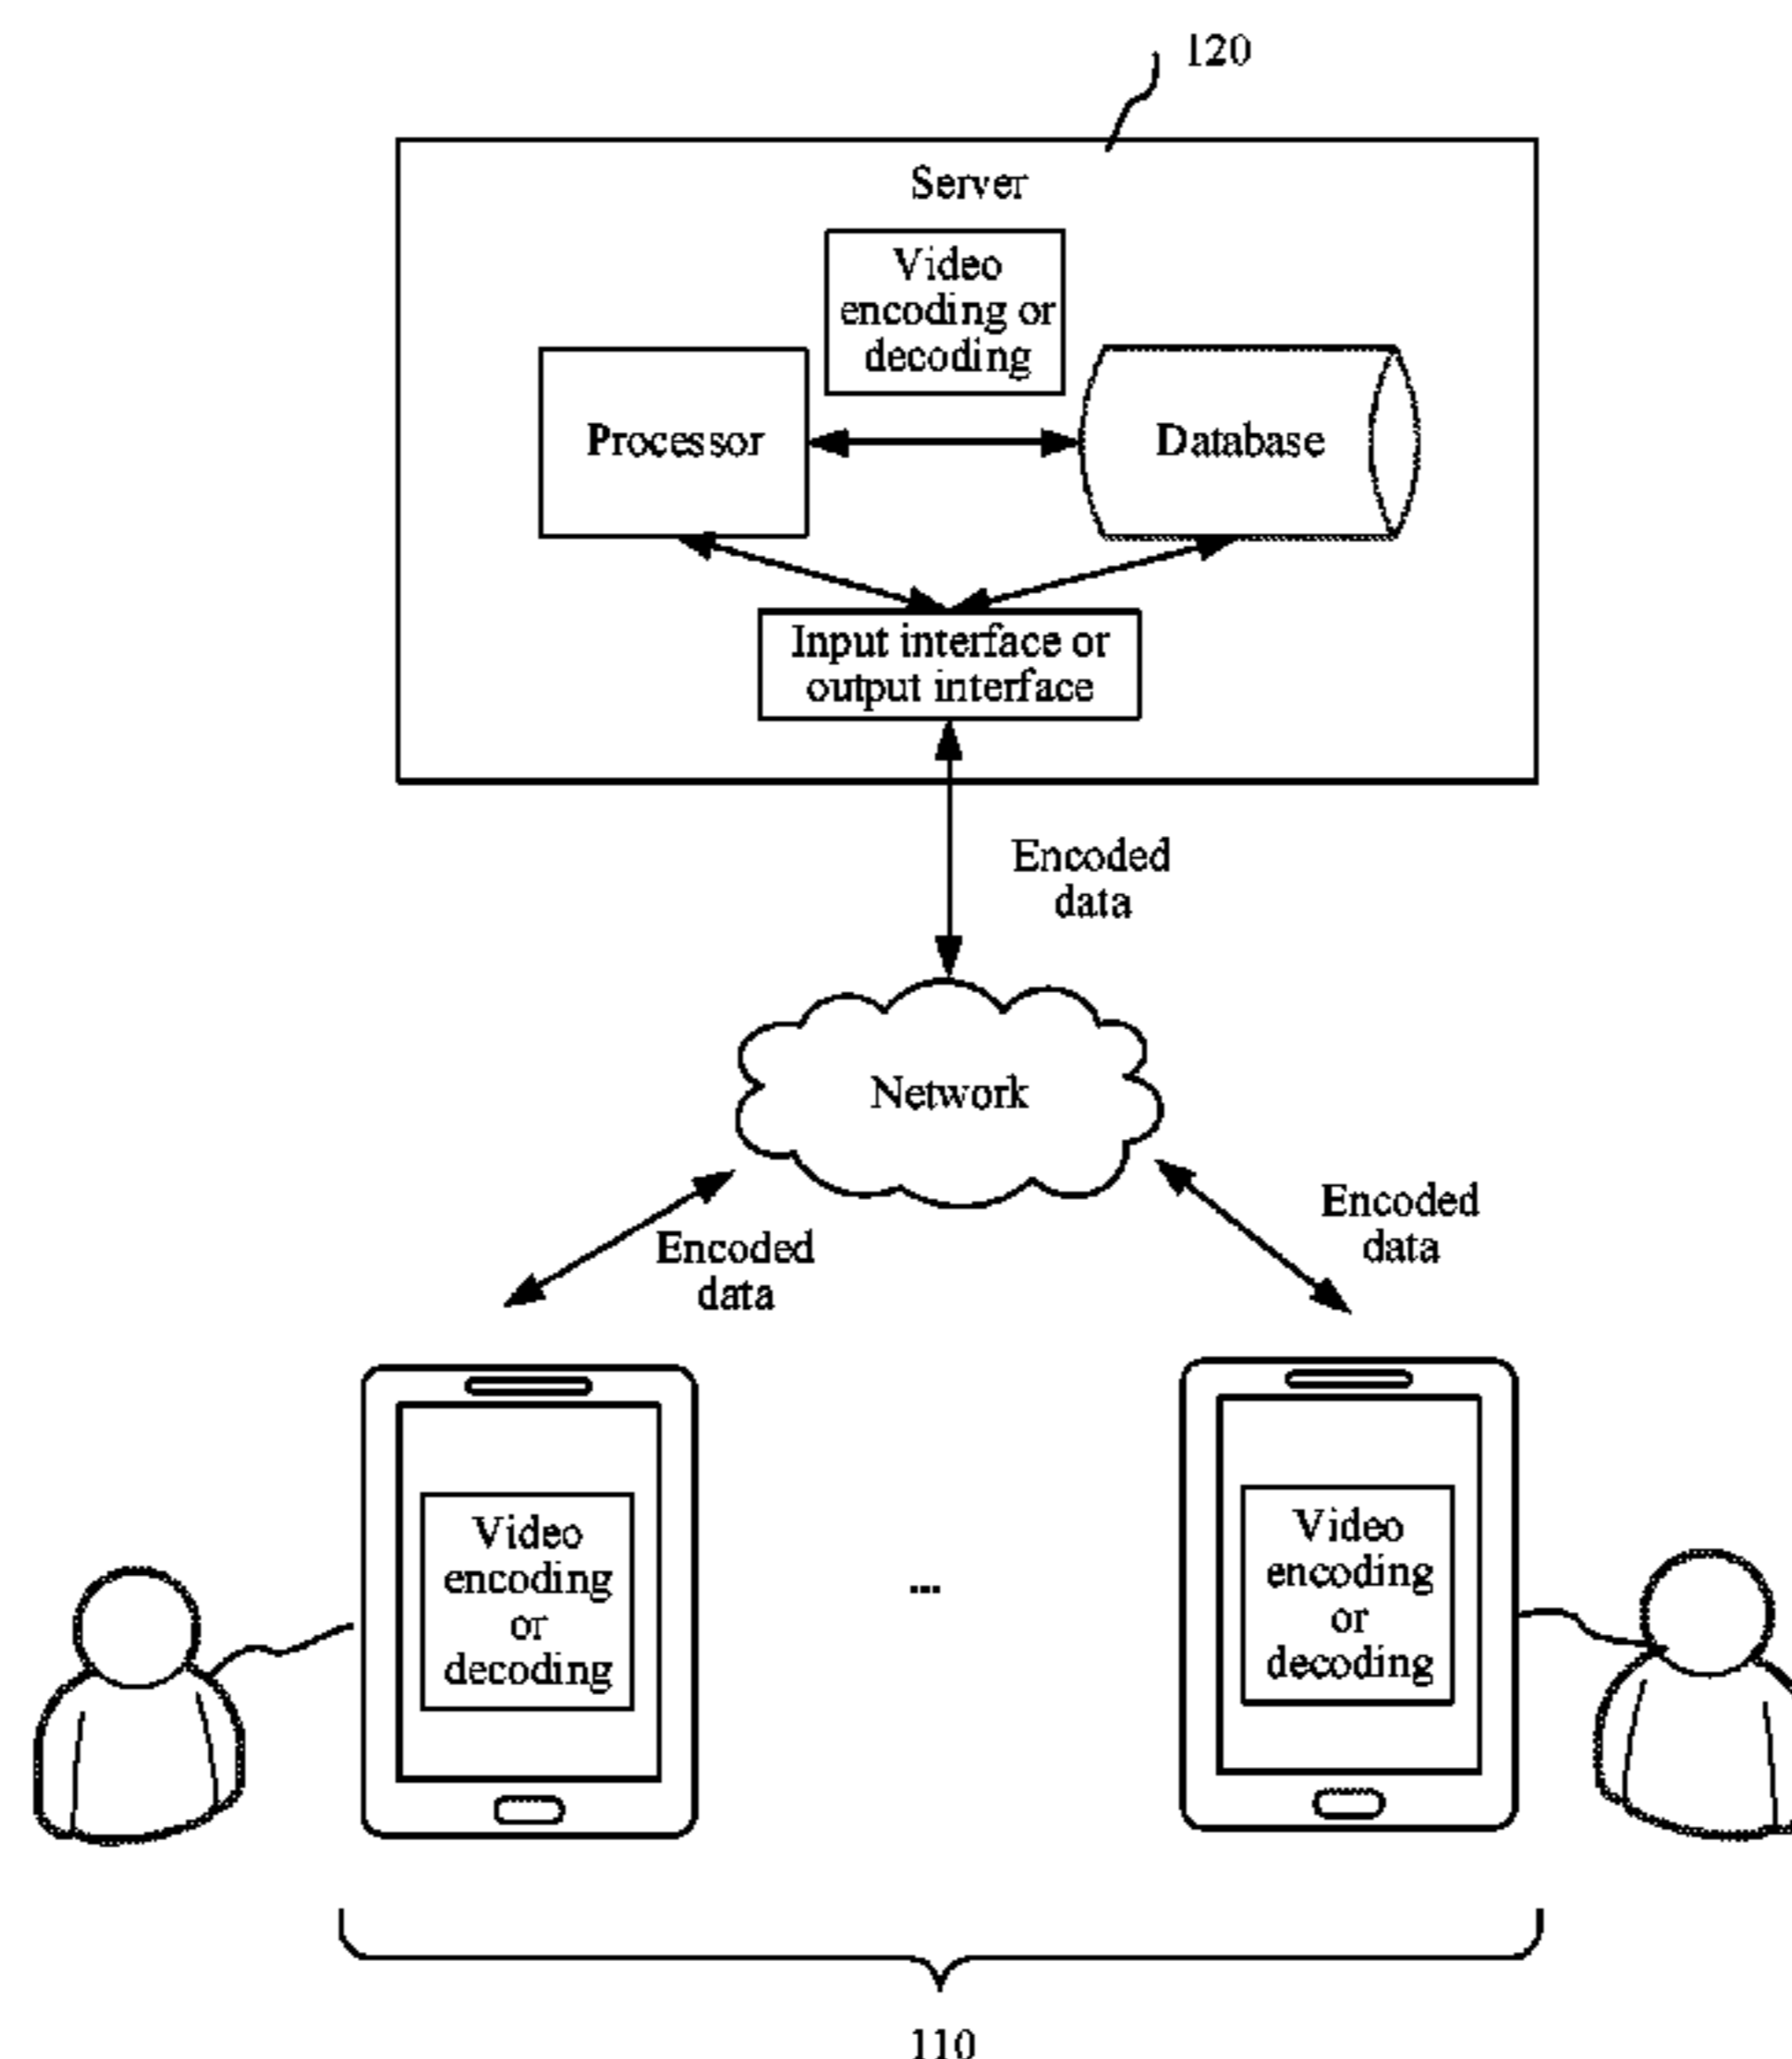 120
Server
Video
encoding or
decoding
Processor
Database
Input interface or
output interface
Encoded
data
Network
Encoded
data
Encoded
data
Video
encoding
or
decoding
...
Video
encoding
or
decoding
110